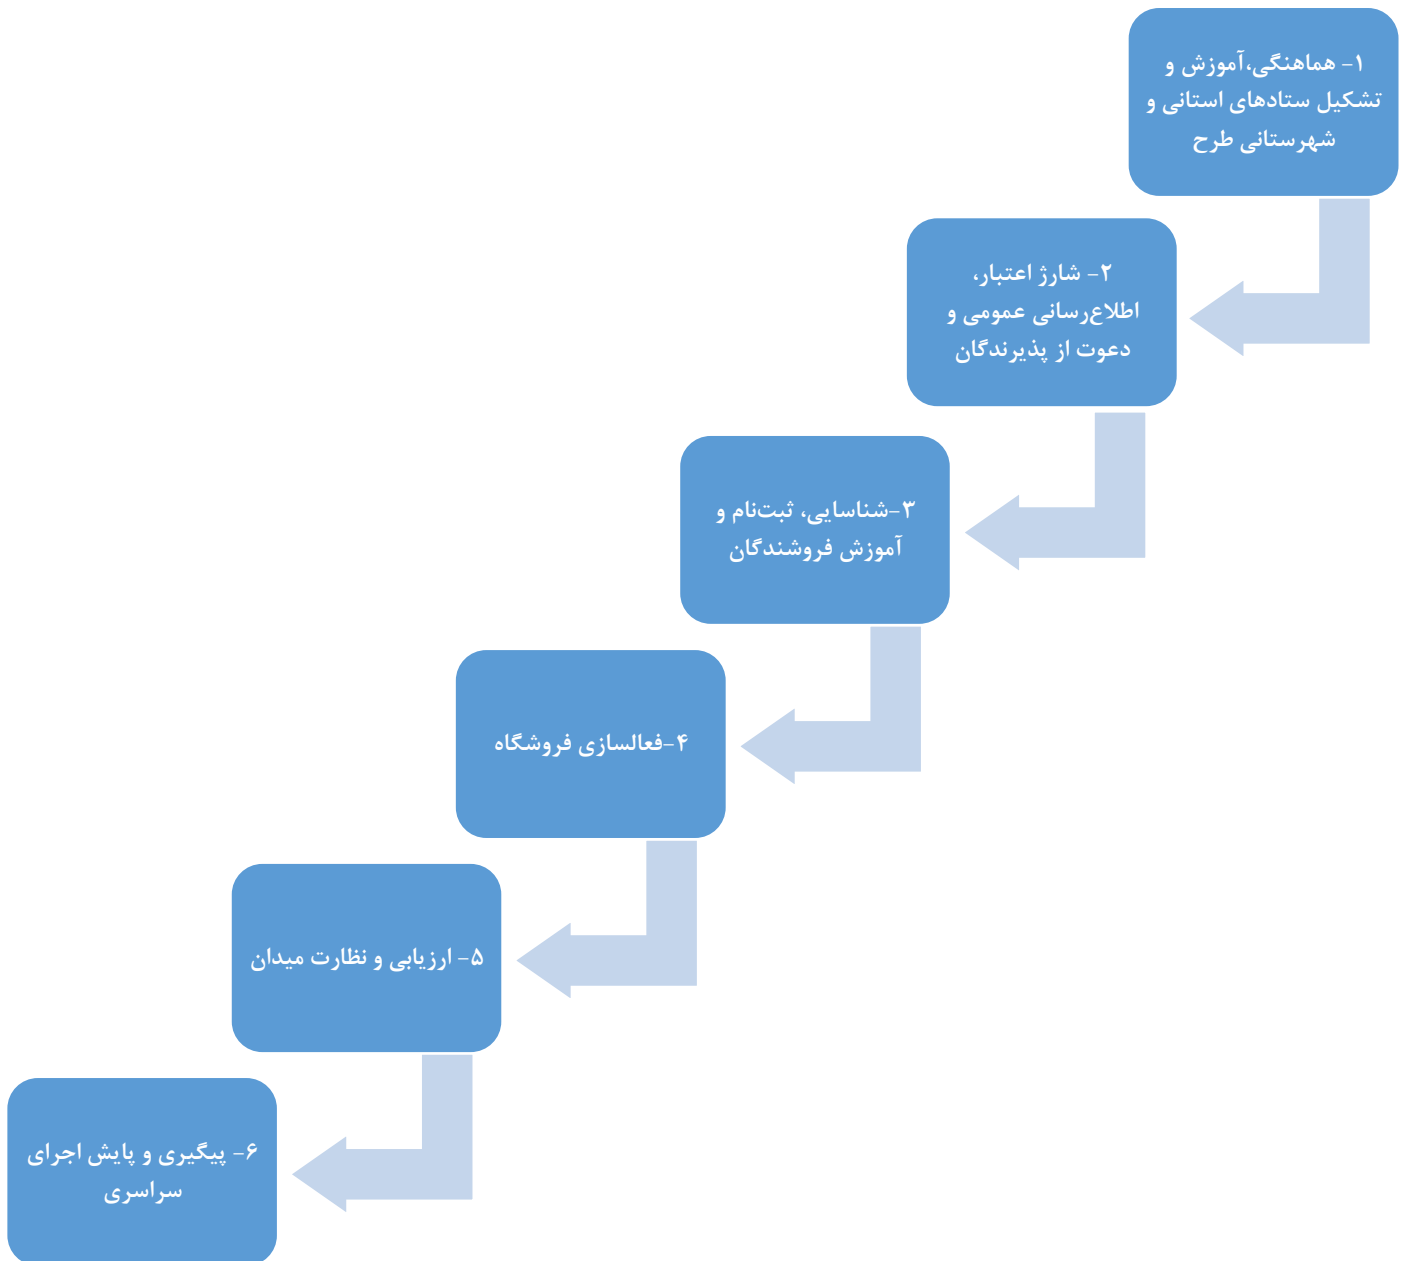 ۱- هماهنگی،آموزش و
تشکیل ستادهای استانی و
شهرستانی طرح
۲- شارژ اعتبار،
اطلاع‌رسانی عمومی و
دعوت از پذیرندگان
۳-شناسایی، ثبت‌نام و
آموزش فروشندگان
۴-فعالسازی فروشگاه
۵- ارزیابی و نظارت میدان
۶- پیگیری و پایش اجرای
سراسری